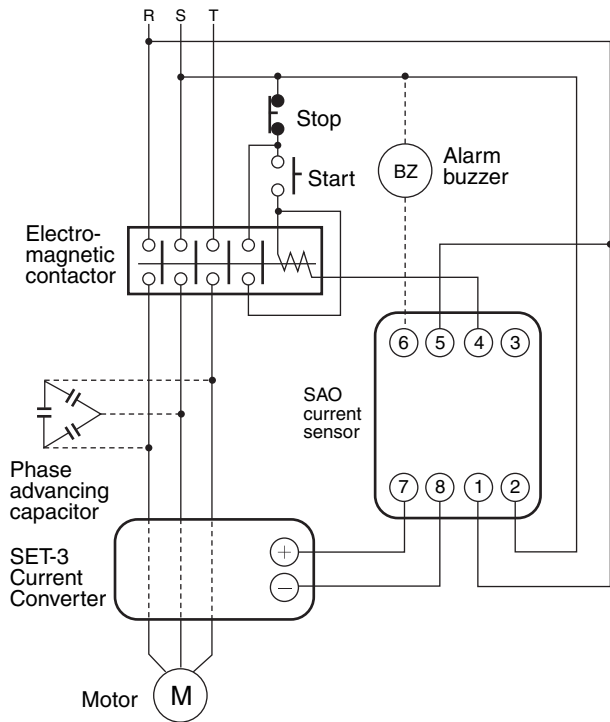 R S T
Stop
Start
BZ
Alarm
buzzer
Electro-
magnetic
contactor
6 5 4 3
SAO
current
sensor
7 8 1 2
Phase
advancing
capacitor
SET-3
Current
Converter
+
−
Motor
M